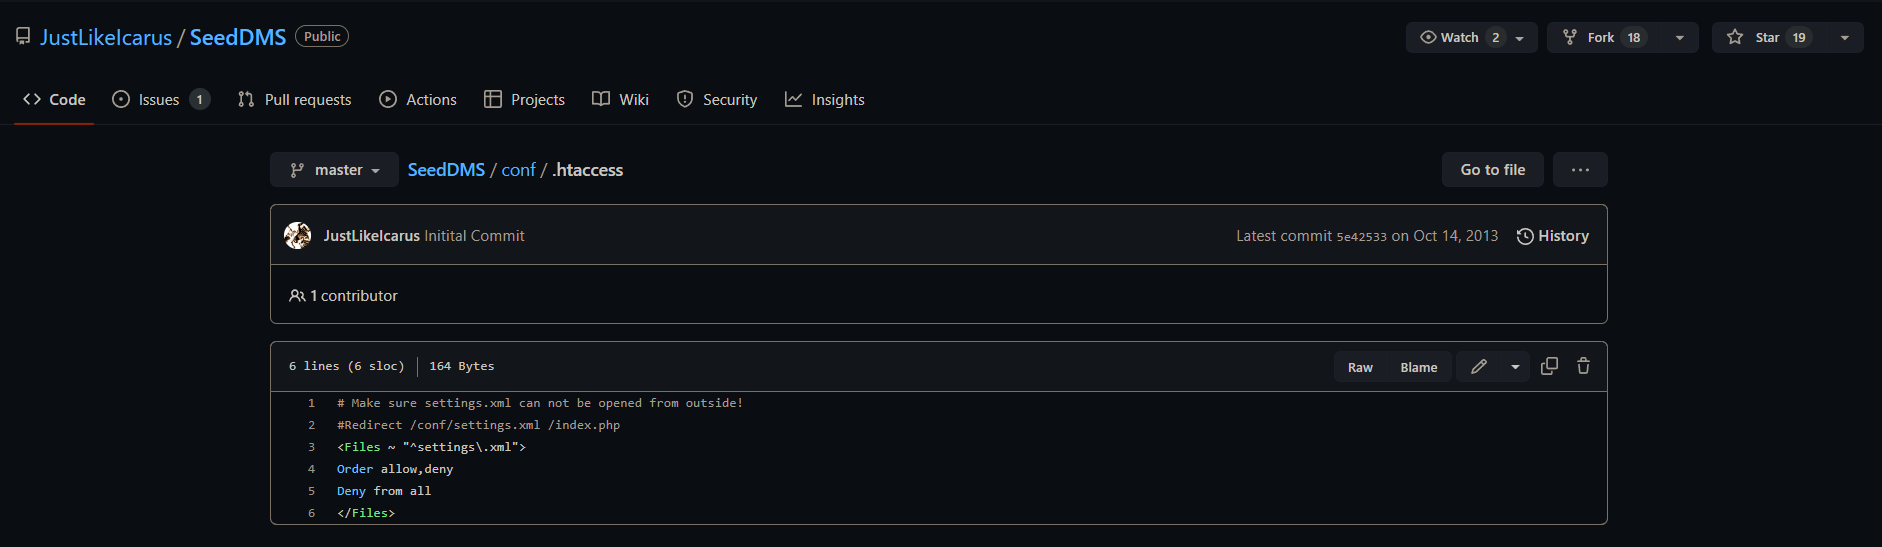 JustLikeIcarus / SeedDMS Public
Watch 2 Fork 18 Star 19
Code Issues 1 Pull requests Actions Projects Wiki Security Insights
master SeedDMS / conf / .htaccess Go to file ...
JustLikeIcarus Initital Commit Latest commit 5e42533 on Oct 14, 2013 History
1 contributor
6 lines (6 sloc) 164 Bytes Raw Blame
1 # Make sure settings.xml can not be opened from outside!
2 #Redirect /conf/settings.xml /index.php
3 <Files ~ "^settings\.xml">
4 Order allow,deny
5 Deny from all
6 </Files>